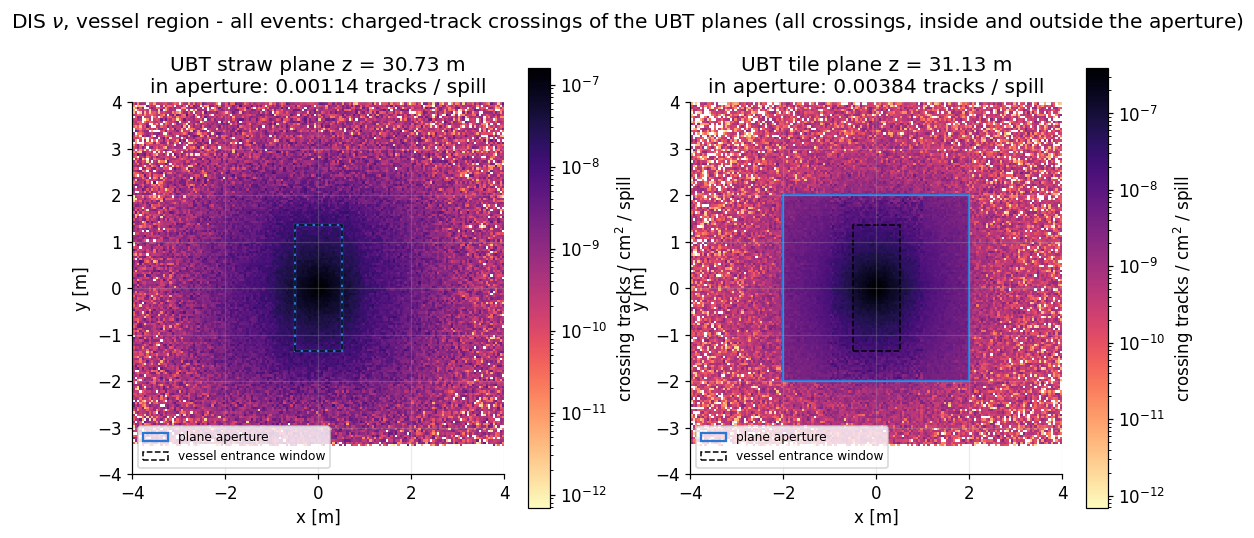 DIS ν, vessel region - all events: charged-track crossings of the UBT planes (all crossings, inside and outside the aperture)
UBT straw plane z = 30.73 m
in aperture: 0.00114 tracks / spill
4
3
2
1
0
−1
−2
−3
−4
y [m]
−4
−2
0
2
4
x [m]
plane aperture
vessel entrance window
10⁻⁷
10⁻⁸
10⁻⁹
10⁻¹⁰
10⁻¹¹
10⁻¹²
crossing tracks / cm² / spill
UBT tile plane z = 31.13 m
in aperture: 0.00384 tracks / spill
4
3
2
1
0
−1
−2
−3
−4
y [m]
−4
−2
0
2
4
x [m]
plane aperture
vessel entrance window
10⁻⁷
10⁻⁸
10⁻⁹
10⁻¹⁰
10⁻¹¹
10⁻¹²
crossing tracks / cm² / spill